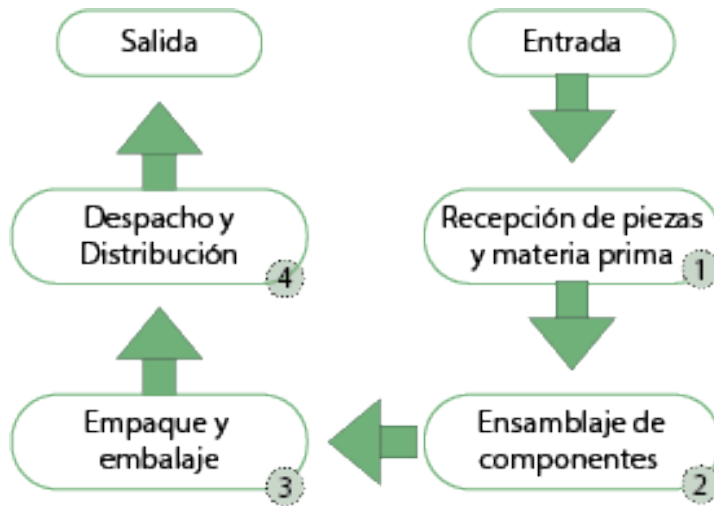 Salida
Entrada
Despacho y
Distribución
4
Recepción de piezas
y materia prima
1
Empaque y
embalaje
3
Ensamblaje de
componentes
2